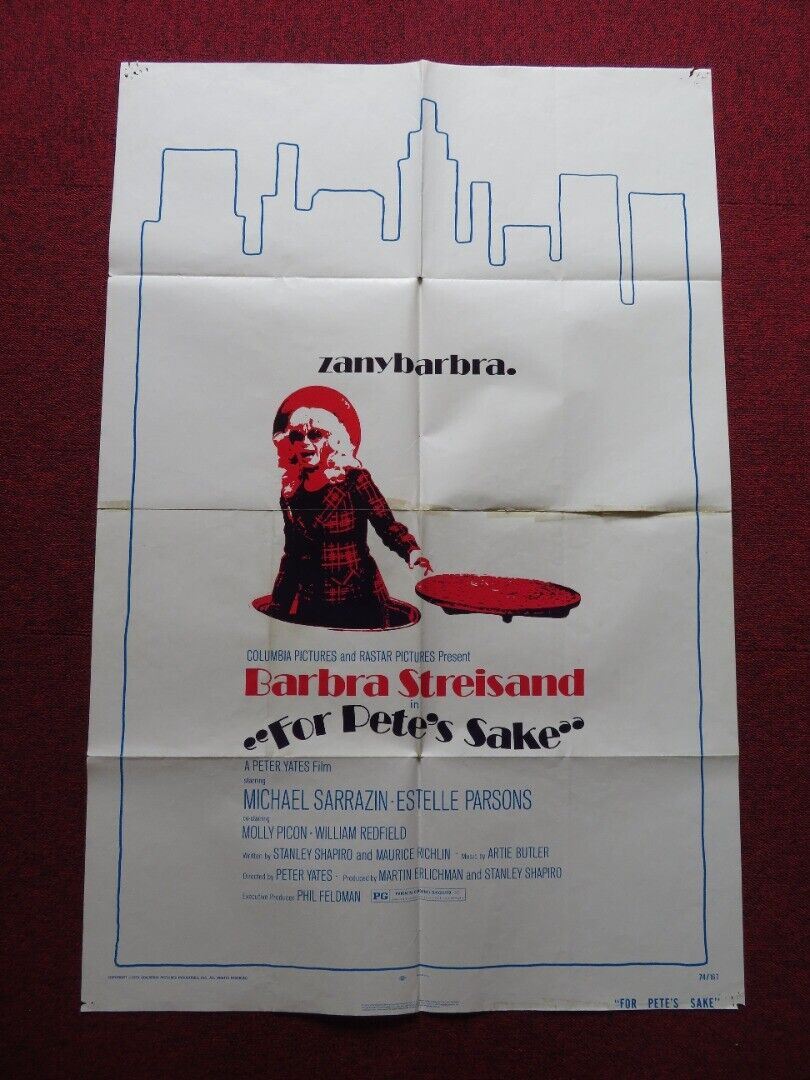 zanybarbra.
COLUMBIA PICTURES and RASTAR PICTURES Present
Barbra Streisand
in
"For Pete's Sake"
A PETER YATES Film
starring
MICHAEL SARRAZIN · ESTELLE PARSONS
co-starring
MOLLY PICON · WILLIAM REDFIELD
Written by STANLEY SHAPIRO and MAURICE RICHLIN · Music by ARTIE BUTLER
Directed by PETER YATES · Produced by MARTIN ERLICHMAN and STANLEY SHAPIRO
Executive Producer PHIL FELDMAN PG
74/167
"FOR PETE'S SAKE"